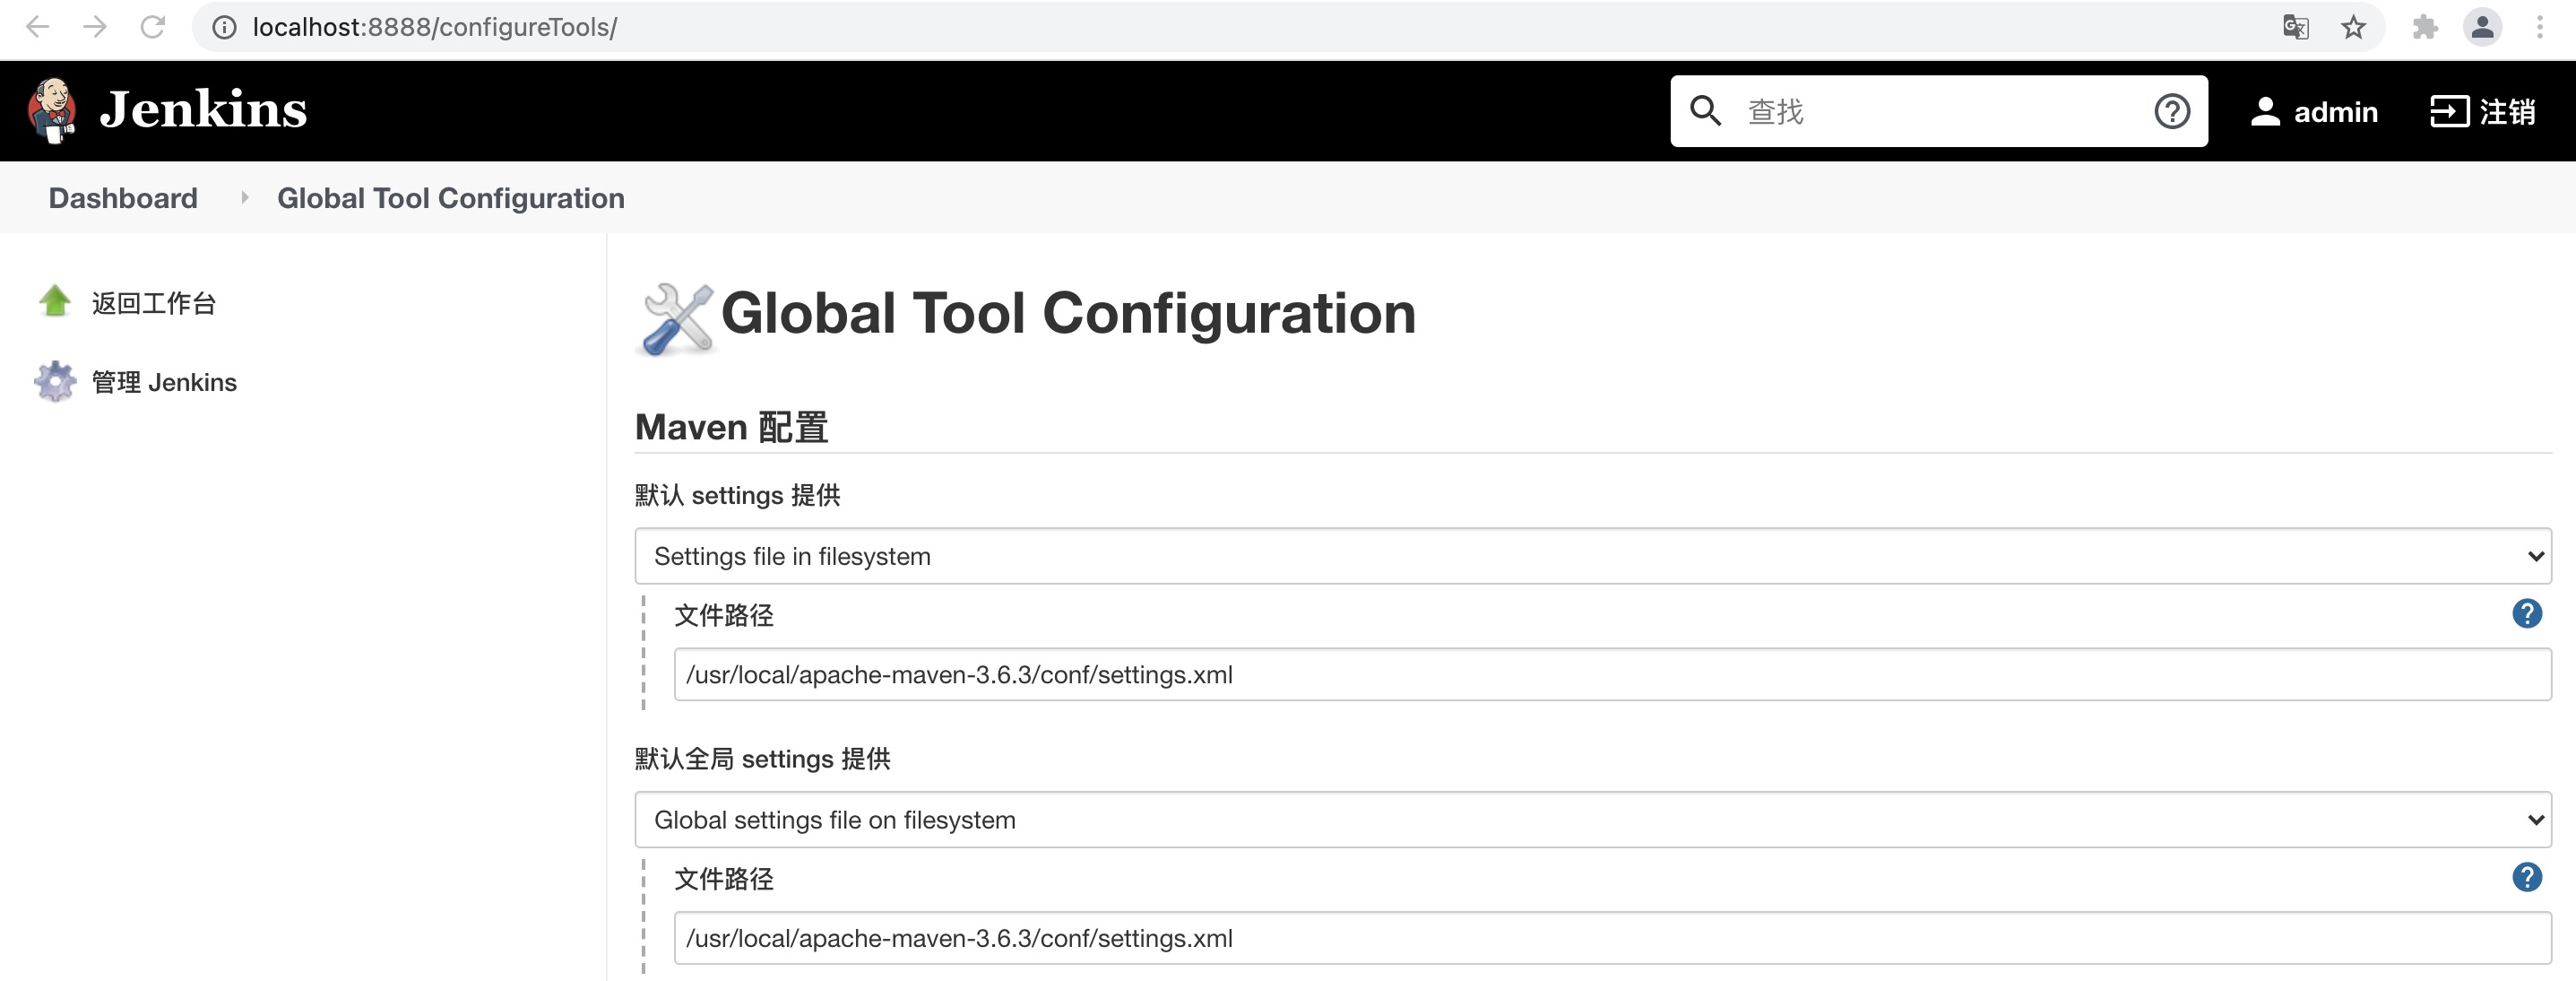 localhost:8888/configureTools/
Jenkins
查找
admin
注销
Dashboard
Global Tool Configuration
返回工作台
管理 Jenkins
Global Tool Configuration
Maven 配置
默认 settings 提供
Settings file in filesystem
文件路径
/usr/local/apache-maven-3.6.3/conf/settings.xml
默认全局 settings 提供
Global settings file on filesystem
文件路径
/usr/local/apache-maven-3.6.3/conf/settings.xml